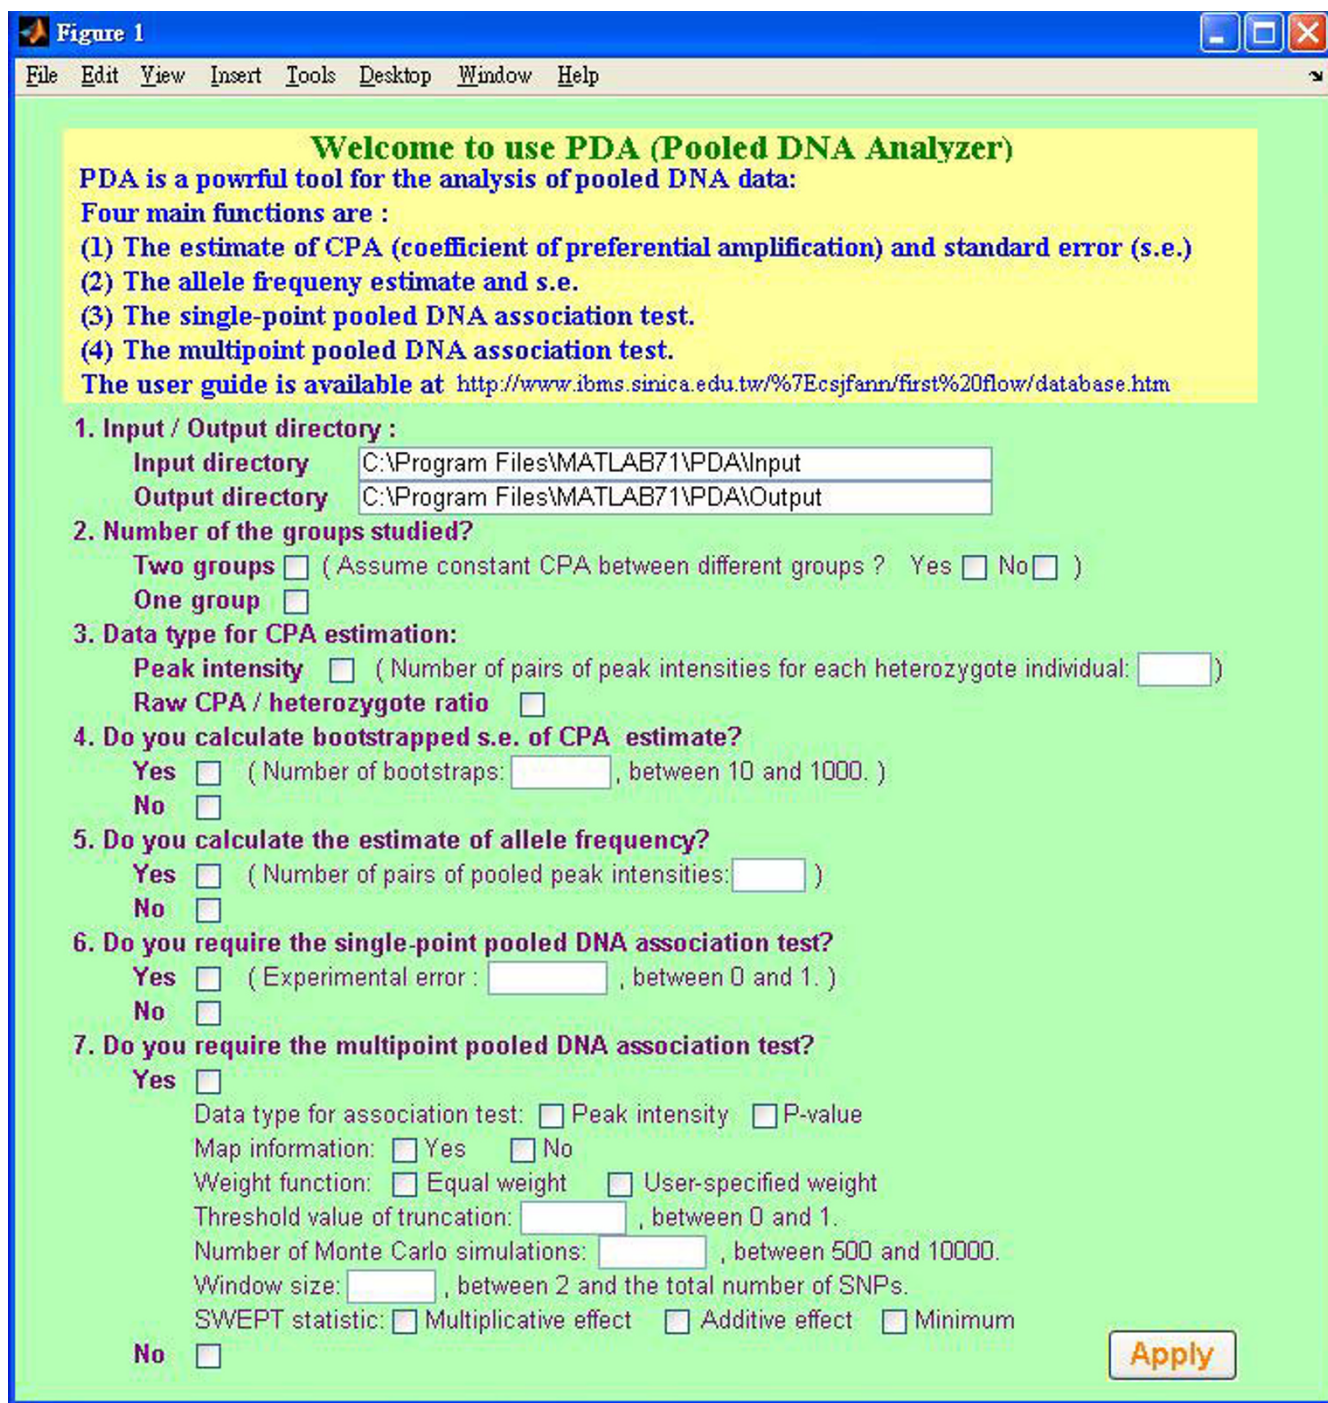 Figure 1
File Edit View Insert Tools Desktop Window Help
Welcome to use PDA (Pooled DNA Analyzer)
PDA is a powrful tool for the analysis of pooled DNA data:
Four main functions are :
(1) The estimate of CPA (coefficient of preferential amplification) and standard error (s.e.)
(2) The allele frequeny estimate and s.e.
(3) The single-point pooled DNA association test.
(4) The multipoint pooled DNA association test.
The user guide is available at http://www.ibms.sinica.edu.tw/%7Ecsjfann/first%20flow/database.htm
1. Input / Output directory :
Input directory C:\Program Files\MATLAB71\PDA\Input
Output directory C:\Program Files\MATLAB71\PDA\Output
2. Number of the groups studied?
Two groups ( Assume constant CPA between different groups ? Yes No )
One group
3. Data type for CPA estimation:
Peak intensity ( Number of pairs of peak intensities for each heterozygote individual: )
Raw CPA / heterozygote ratio
4. Do you calculate bootstrapped s.e. of CPA estimate?
Yes ( Number of bootstraps: , between 10 and 1000. )
No
5. Do you calculate the estimate of allele frequency?
Yes ( Number of pairs of pooled peak intensities: )
No
6. Do you require the single-point pooled DNA association test?
Yes ( Experimental error : , between 0 and 1. )
No
7. Do you require the multipoint pooled DNA association test?
Yes
Data type for association test: Peak intensity P-value
Map information: Yes No
Weight function: Equal weight User-specified weight
Threshold value of truncation: , between 0 and 1.
Number of Monte Carlo simulations: , between 500 and 10000.
Window size: , between 2 and the total number of SNPs.
SWEPT statistic: Multiplicative effect Additive effect Minimum
No
Apply